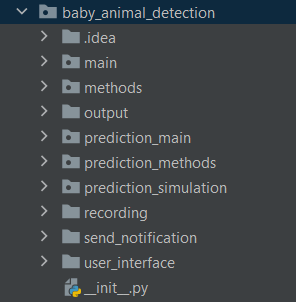 baby_animal_detection
.idea
main
methods
output
prediction_main
prediction_methods
prediction_simulation
recording
send_notification
user_interface
__init__.py